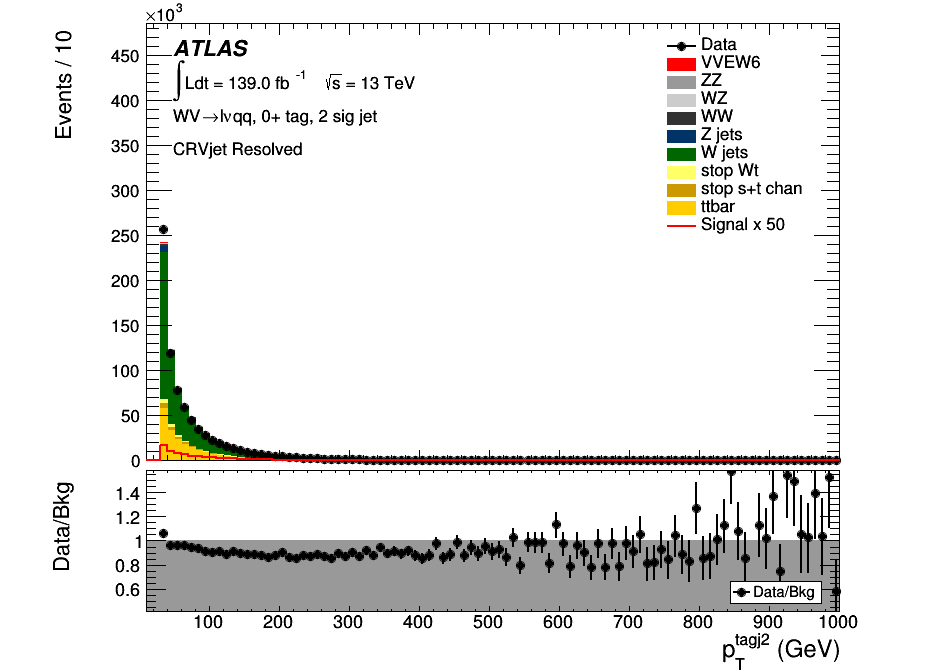 ×10³
Events / 10
450
400
350
300
250
200
150
100
50
0
ATLAS
∫Ldt = 139.0 fb⁻¹ √s = 13 TeV
WV→lνqq, 0+ tag, 2 sig jet
CRVjet Resolved
Data
VVEW6
ZZ
WZ
WW
Z jets
W jets
stop Wt
stop s+t chan
ttbar
Signal x 50
Data/Bkg
1.4
1.2
1
0.8
0.6
Data/Bkg
100 200 300 400 500 600 700 800 900 1000
p_T^tagj2 (GeV)